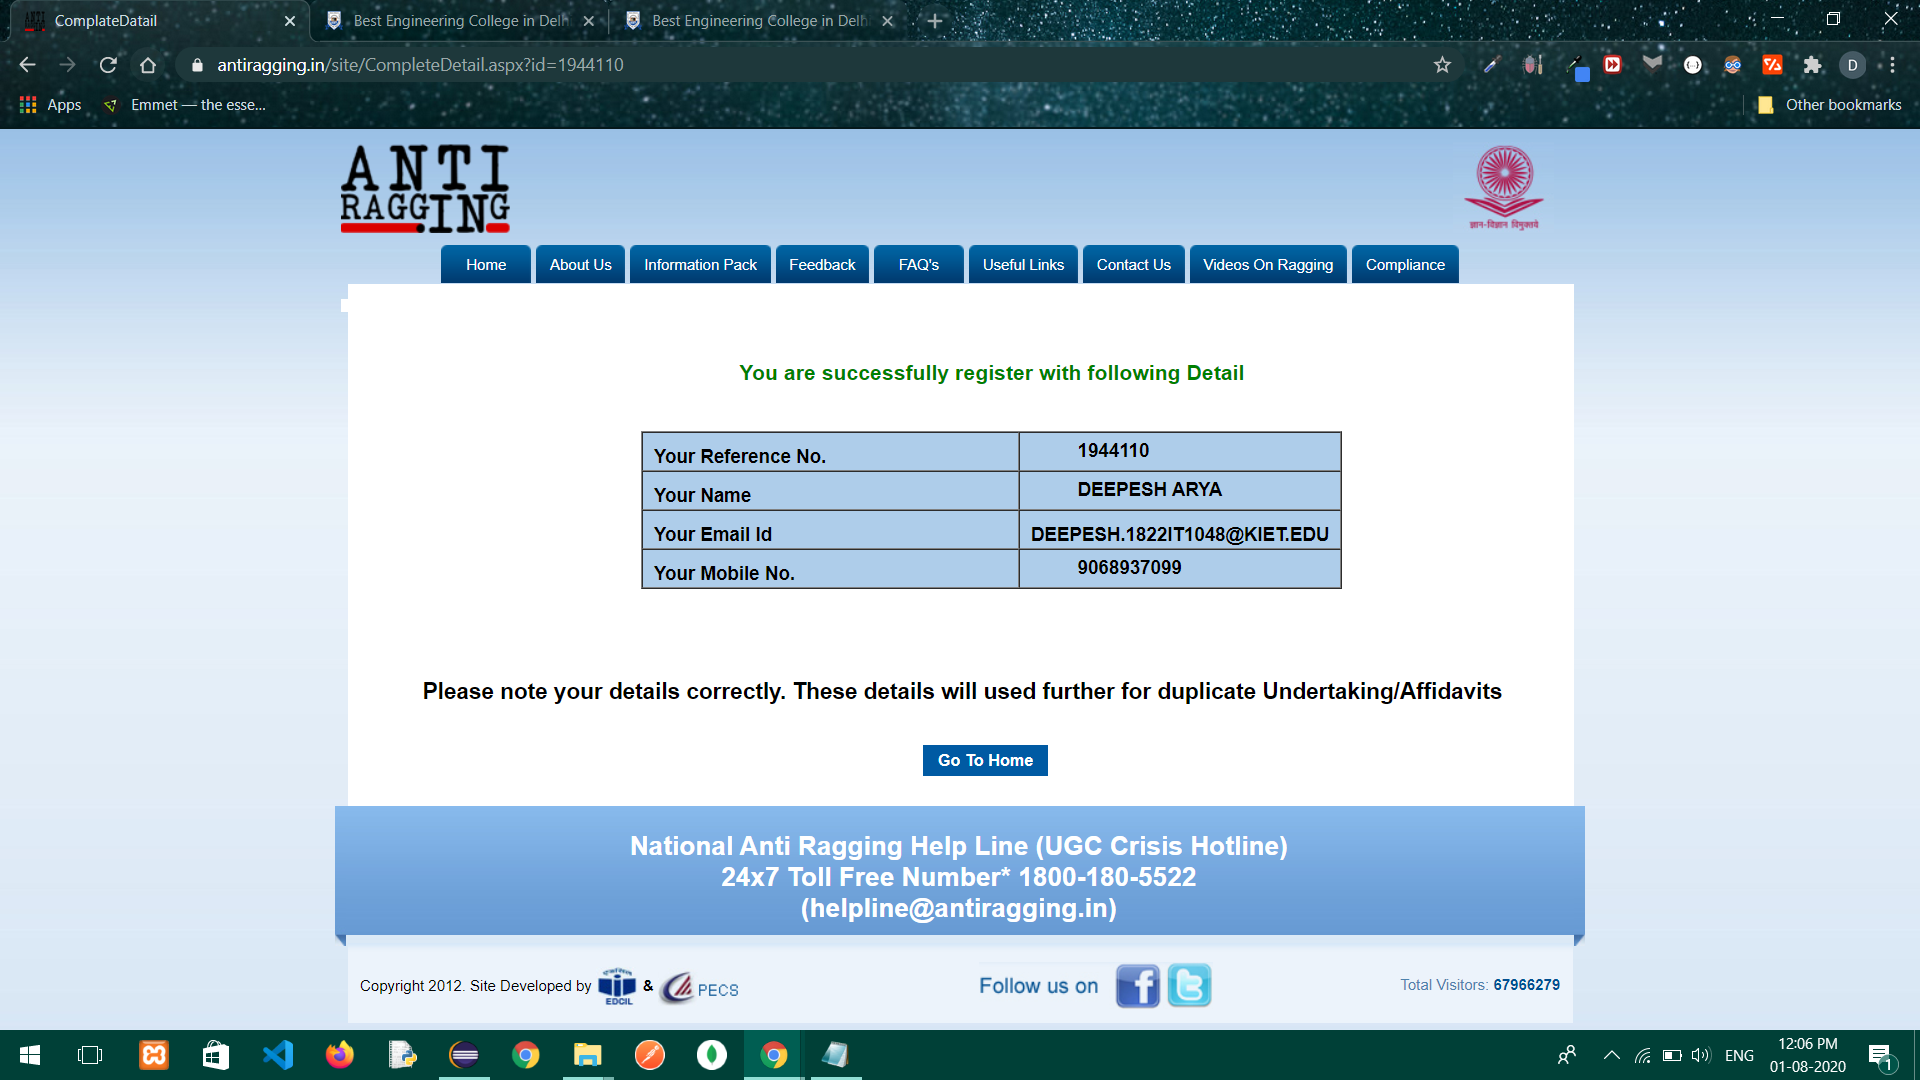 ComplateDatail
Best Engineering College in Delh
Best Engineering College in Delh
antiragging.in/site/CompleteDetail.aspx?id=1944110
D
Apps
Emmet — the esse...
Other bookmarks
ANTI
RAGGING
.IN
ज्ञान-विज्ञान विमुक्तये
Home
About Us
Information Pack
Feedback
FAQ's
Useful Links
Contact Us
Videos On Ragging
Compliance
You are successfully register with following Detail
Your Reference No. 1944110
Your Name DEEPESH ARYA
Your Email Id DEEPESH.1822IT1048@KIET.EDU
Your Mobile No. 9068937099
Please note your details correctly. These details will used further for duplicate Undertaking/Affidavits
Go To Home
National Anti Ragging Help Line (UGC Crisis Hotline)
24x7 Toll Free Number* 1800-180-5522
(helpline@antiragging.in)
Copyright 2012. Site Developed by EDCIL & PECS
Follow us on
Total Visitors: 67966279
ENG
12:06 PM
01-08-2020
1